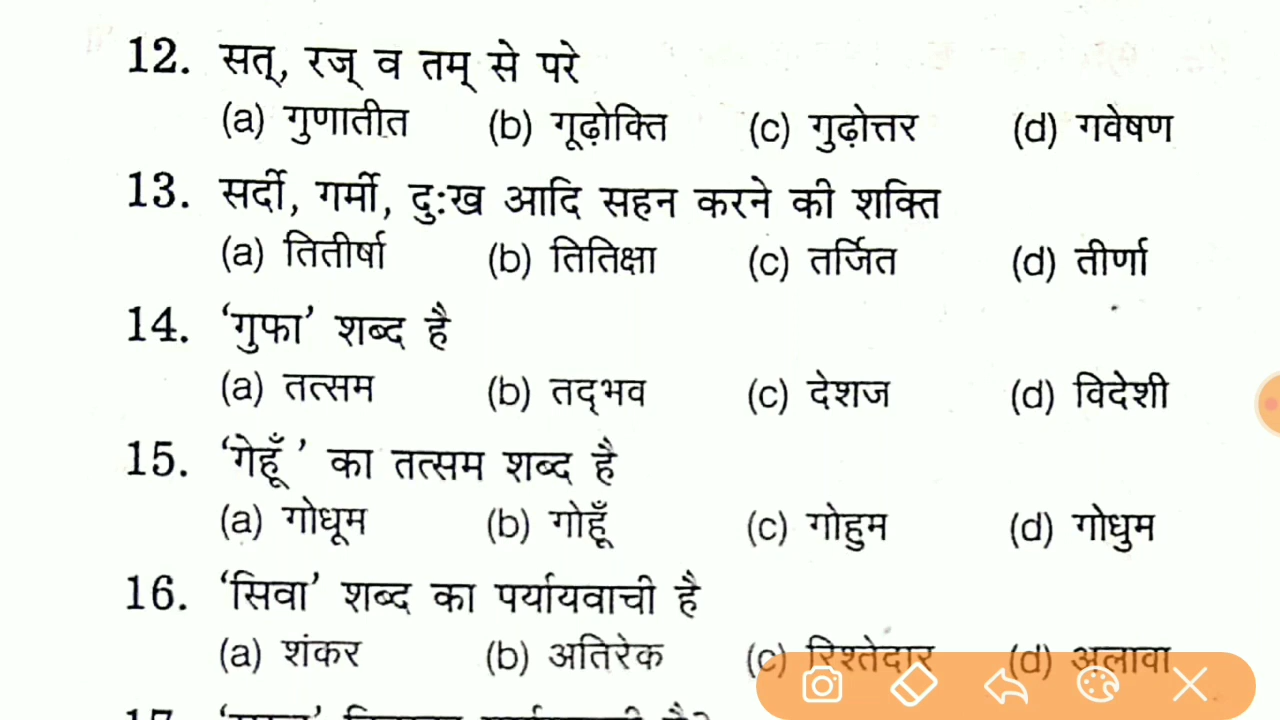 12. सत्, रज् व तम् से परे
(a) गुणातीत (b) गूढ़ोक्ति (c) गुढ़ोत्तर (d) गवेषण
13. सर्दी, गर्मी, दुःख आदि सहन करने की शक्ति
(a) तितीर्षा (b) तितिक्षा (c) तर्जित (d) तीर्णा
14. ‘गुफा’ शब्द है
(a) तत्सम (b) तद्भव (c) देशज (d) विदेशी
15. ‘गेहूँ’ का तत्सम शब्द है
(a) गोधूम (b) गोहूँ (c) गोहुम (d) गोधुम
16. ‘सिवा’ शब्द का पर्यायवाची है
(a) शंकर (b) अतिरेक (c) रिश्तेदार (d) अलावा
17.